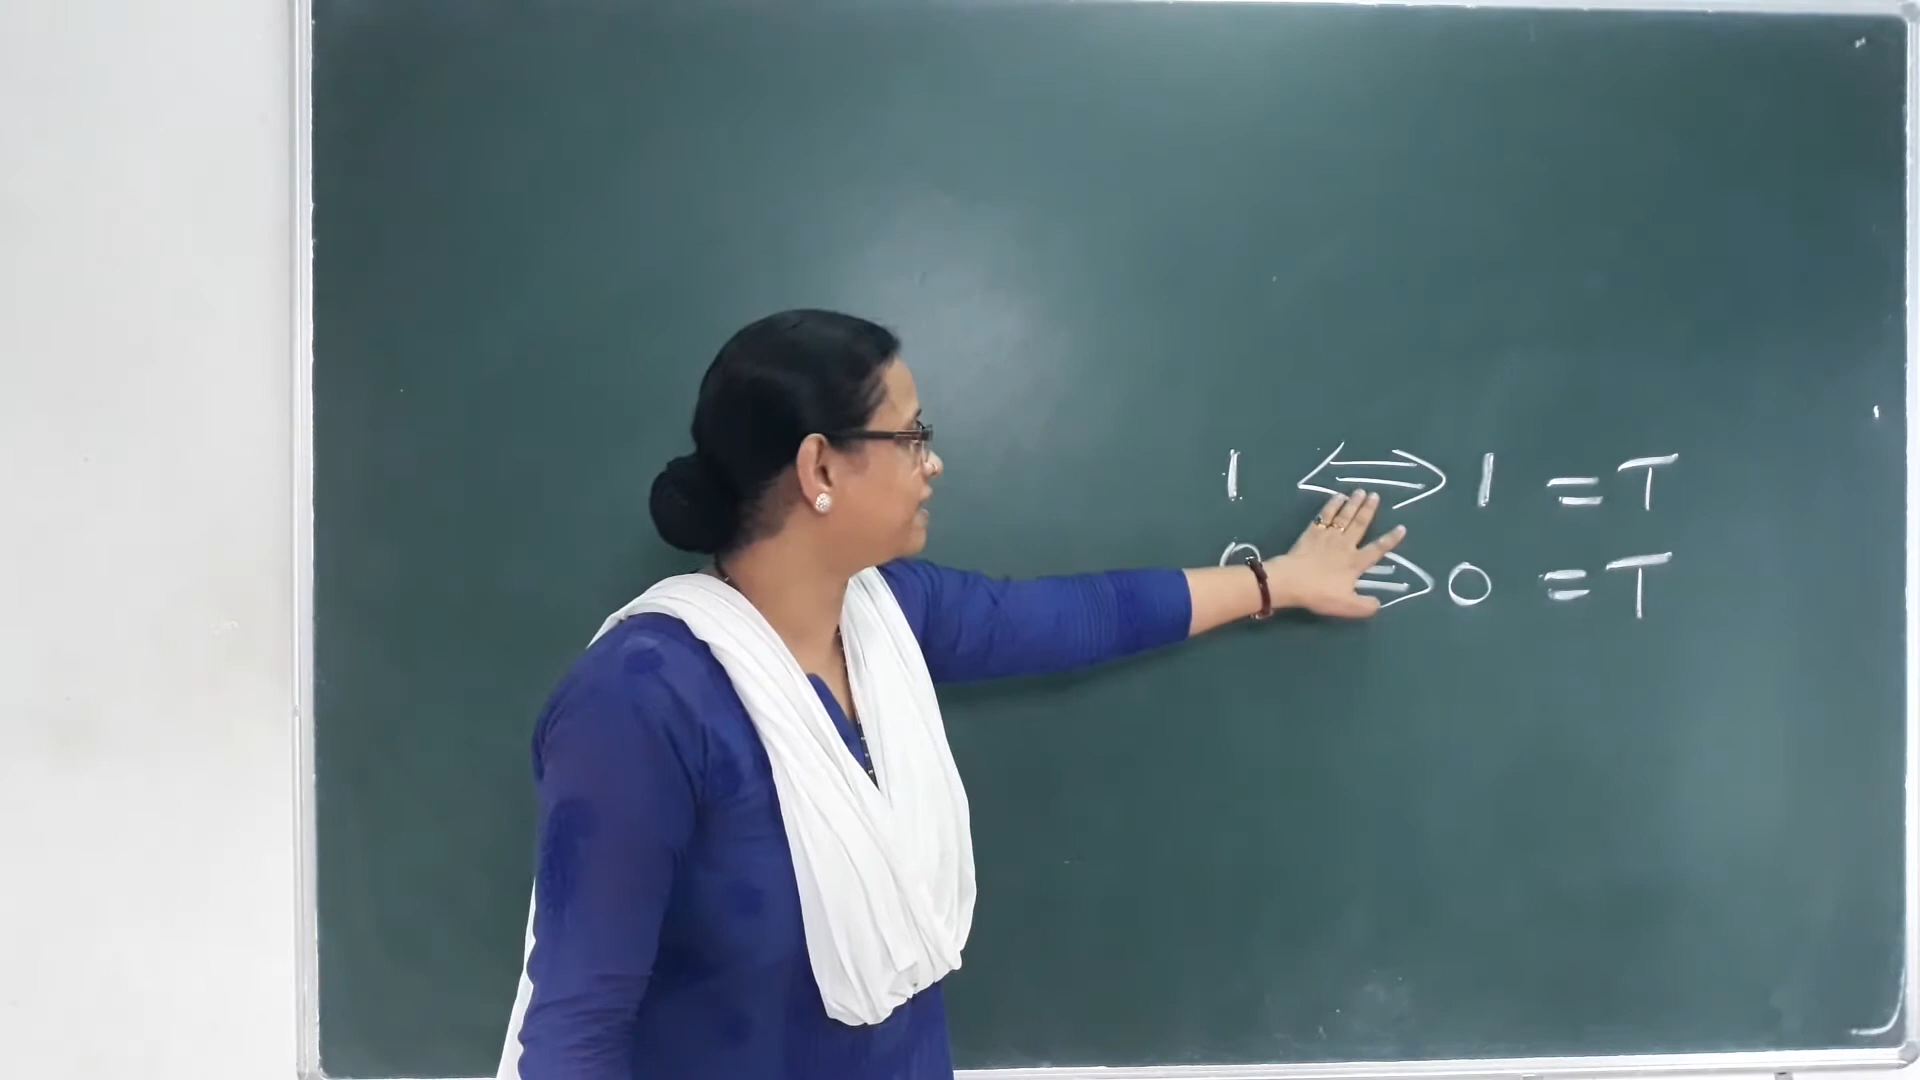 1 ⇔ 1 = T
0 ⇔ 0 = T